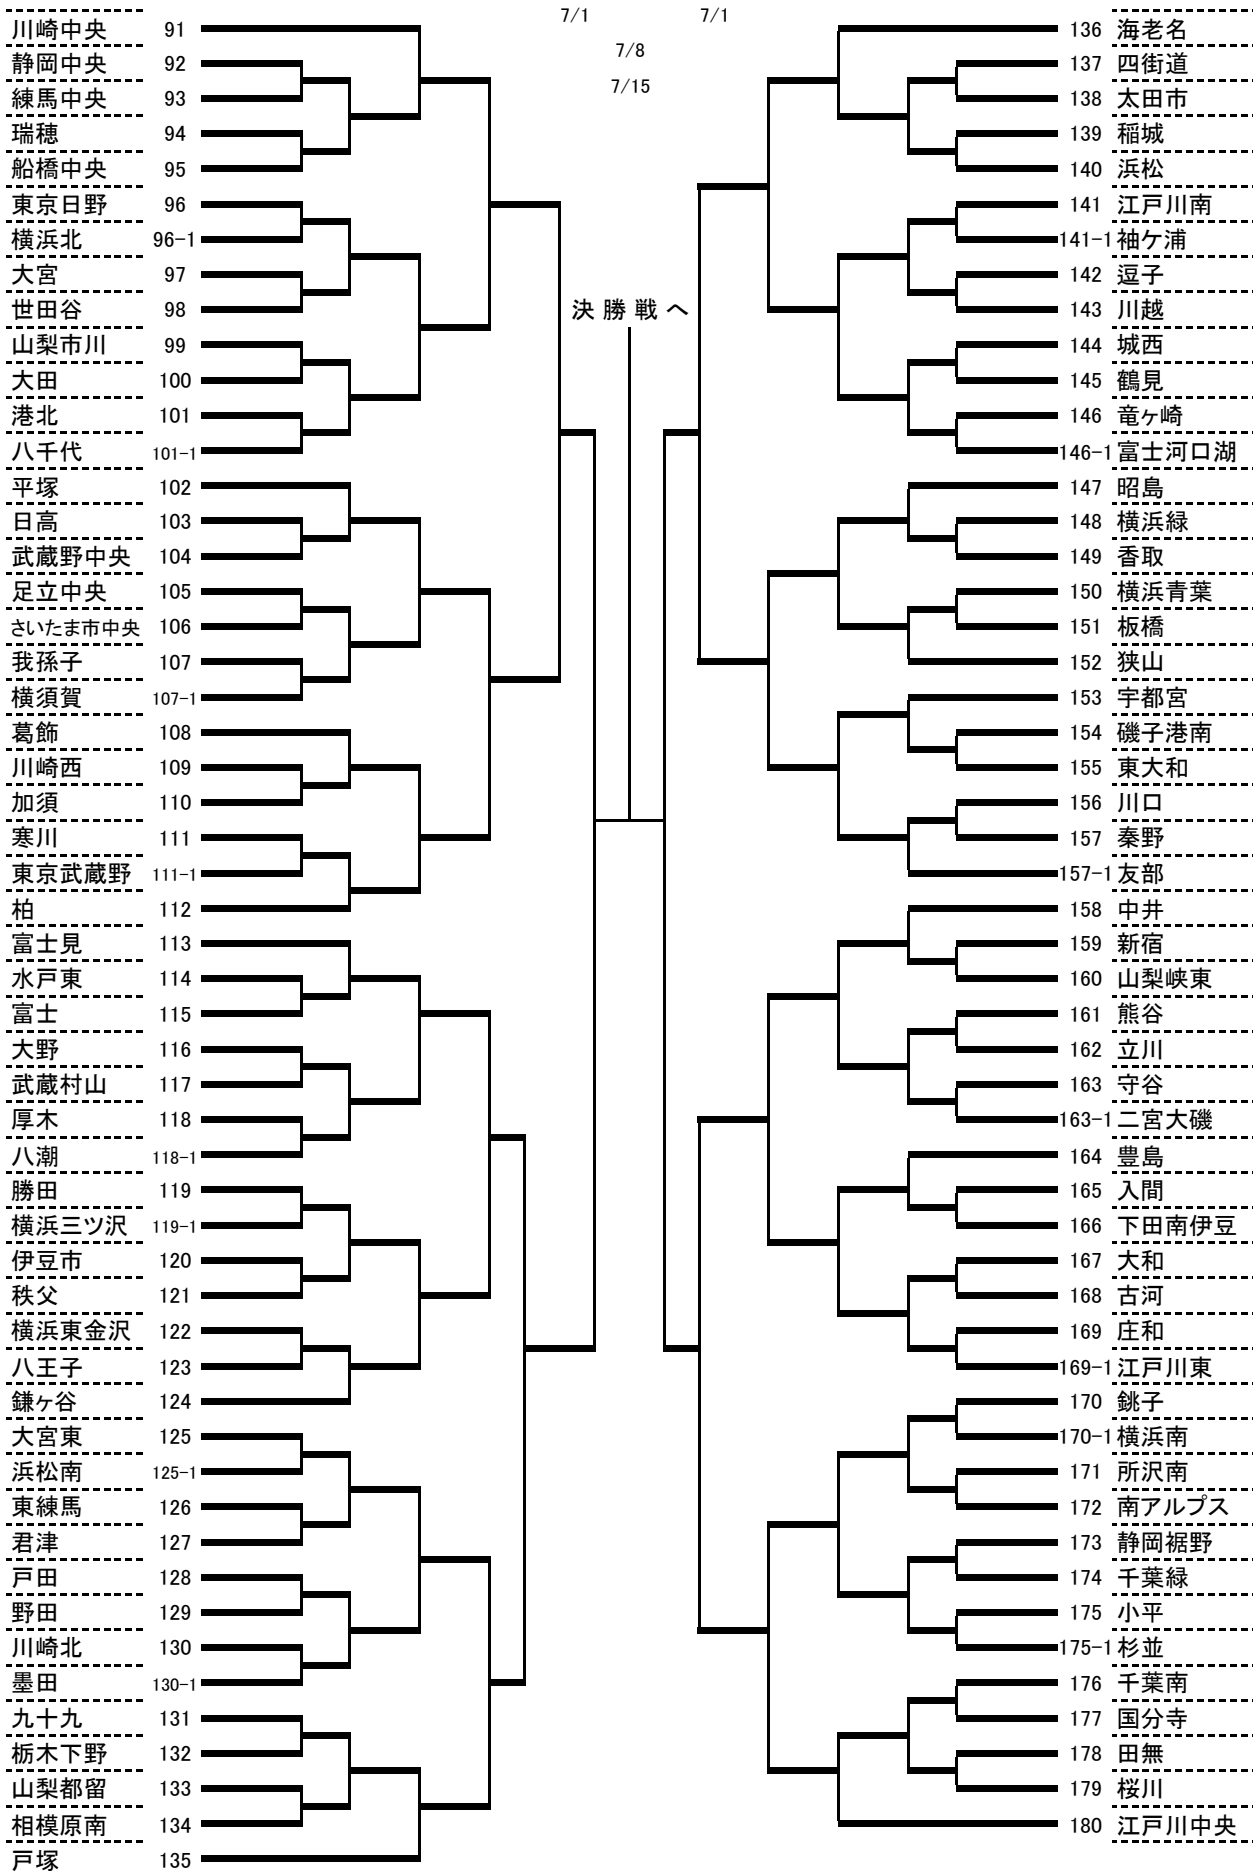 7/1
7/1
7/8
7/15
決勝戦へ
川崎中央 91
静岡中央 92
練馬中央 93
瑞穂 94
船橋中央 95
東京日野 96
横浜北 96-1
大宮 97
世田谷 98
山梨市川 99
大田 100
港北 101
八千代 101-1
平塚 102
日高 103
武蔵野中央 104
足立中央 105
さいたま市中央 106
我孫子 107
横須賀 107-1
葛飾 108
川崎西 109
加須 110
寒川 111
東京武蔵野 111-1
柏 112
富士見 113
水戸東 114
富士 115
大野 116
武蔵村山 117
厚木 118
八潮 118-1
勝田 119
横浜三ツ沢 119-1
伊豆市 120
秩父 121
横浜東金沢 122
八王子 123
鎌ヶ谷 124
大宮東 125
浜松南 125-1
東練馬 126
君津 127
戸田 128
野田 129
川崎北 130
墨田 130-1
九十九 131
栃木下野 132
山梨都留 133
相模原南 134
戸塚 135
136 海老名
137 四街道
138 太田市
139 稲城
140 浜松
141 江戸川南
141-1 袖ケ浦
142 逗子
143 川越
144 城西
145 鶴見
146 竜ヶ崎
146-1 富士河口湖
147 昭島
148 横浜緑
149 香取
150 横浜青葉
151 板橋
152 狭山
153 宇都宮
154 磯子港南
155 東大和
156 川口
157 秦野
157-1 友部
158 中井
159 新宿
160 山梨峡東
161 熊谷
162 立川
163 守谷
163-1 二宮大磯
164 豊島
165 入間
166 下田南伊豆
167 大和
168 古河
169 庄和
169-1 江戸川東
170 銚子
170-1 横浜南
171 所沢南
172 南アルプス
173 静岡裾野
174 千葉緑
175 小平
175-1 杉並
176 千葉南
177 国分寺
178 田無
179 桜川
180 江戸川中央